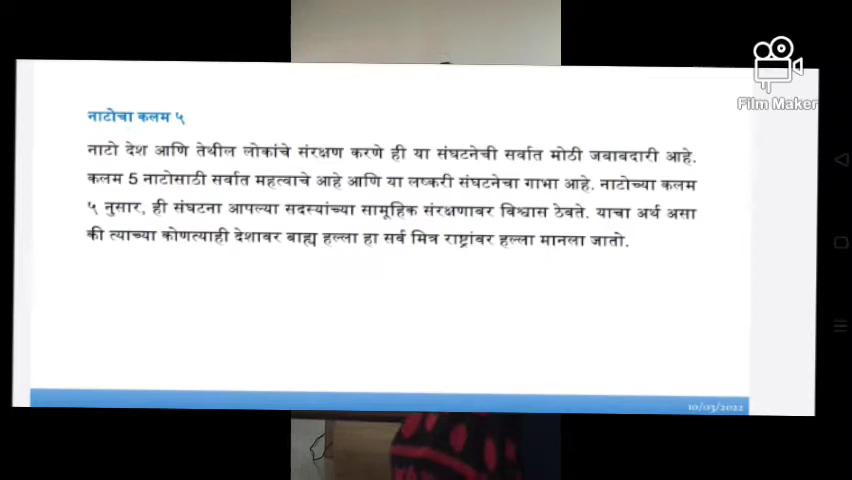 Film Maker
नाटोचा कलम ५
नाटो देश आणि तेथील लोकांचे संरक्षण करणे ही या संघटनेची सर्वात मोठी जबाबदारी आहे.
कलम 5 नाटोसाठी सर्वात महत्वाचे आहे आणि या लष्करी संघटनेचा गाभा आहे. नाटोच्या कलम
५ नुसार, ही संघटना आपल्या सदस्यांच्या सामूहिक संरक्षणावर विश्वास ठेवते. याचा अर्थ असा
की त्याच्या कोणत्याही देशावर बाह्य हल्ला हा सर्व मित्र राष्ट्रांवर हल्ला मानला जातो.
10/03/2022